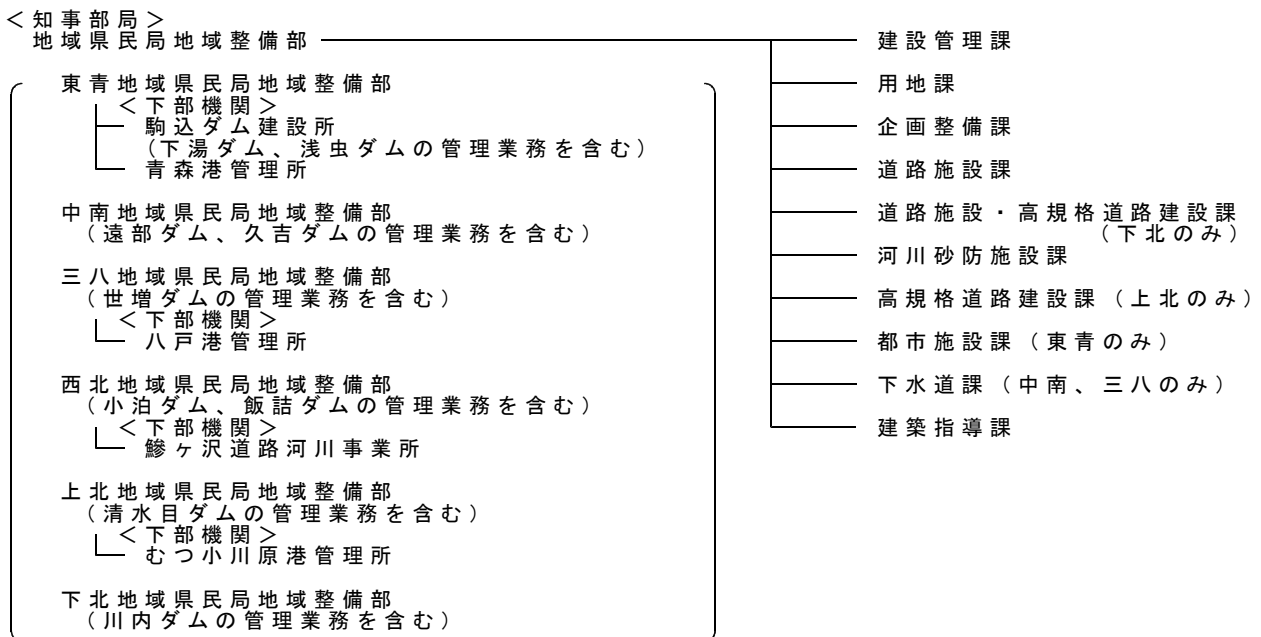 ＜知事部局＞
地域県民局地域整備部
東青地域県民局地域整備部
＜下部機関＞
駒込ダム建設所
（下湯ダム、浅虫ダムの管理業務を含む）
青森港管理所
中南地域県民局地域整備部
（遠部ダム、久吉ダムの管理業務を含む）
三八地域県民局地域整備部
（世増ダムの管理業務を含む）
＜下部機関＞
八戸港管理所
西北地域県民局地域整備部
（小泊ダム、飯詰ダムの管理業務を含む）
＜下部機関＞
鰺ヶ沢道路河川事業所
上北地域県民局地域整備部
（清水目ダムの管理業務を含む）
＜下部機関＞
むつ小川原港管理所
下北地域県民局地域整備部
（川内ダムの管理業務を含む）
建設管理課
用地課
企画整備課
道路施設課
道路施設・高規格道路建設課
（下北のみ）
河川砂防施設課
高規格道路建設課（上北のみ）
都市施設課（東青のみ）
下水道課（中南、三八のみ）
建築指導課